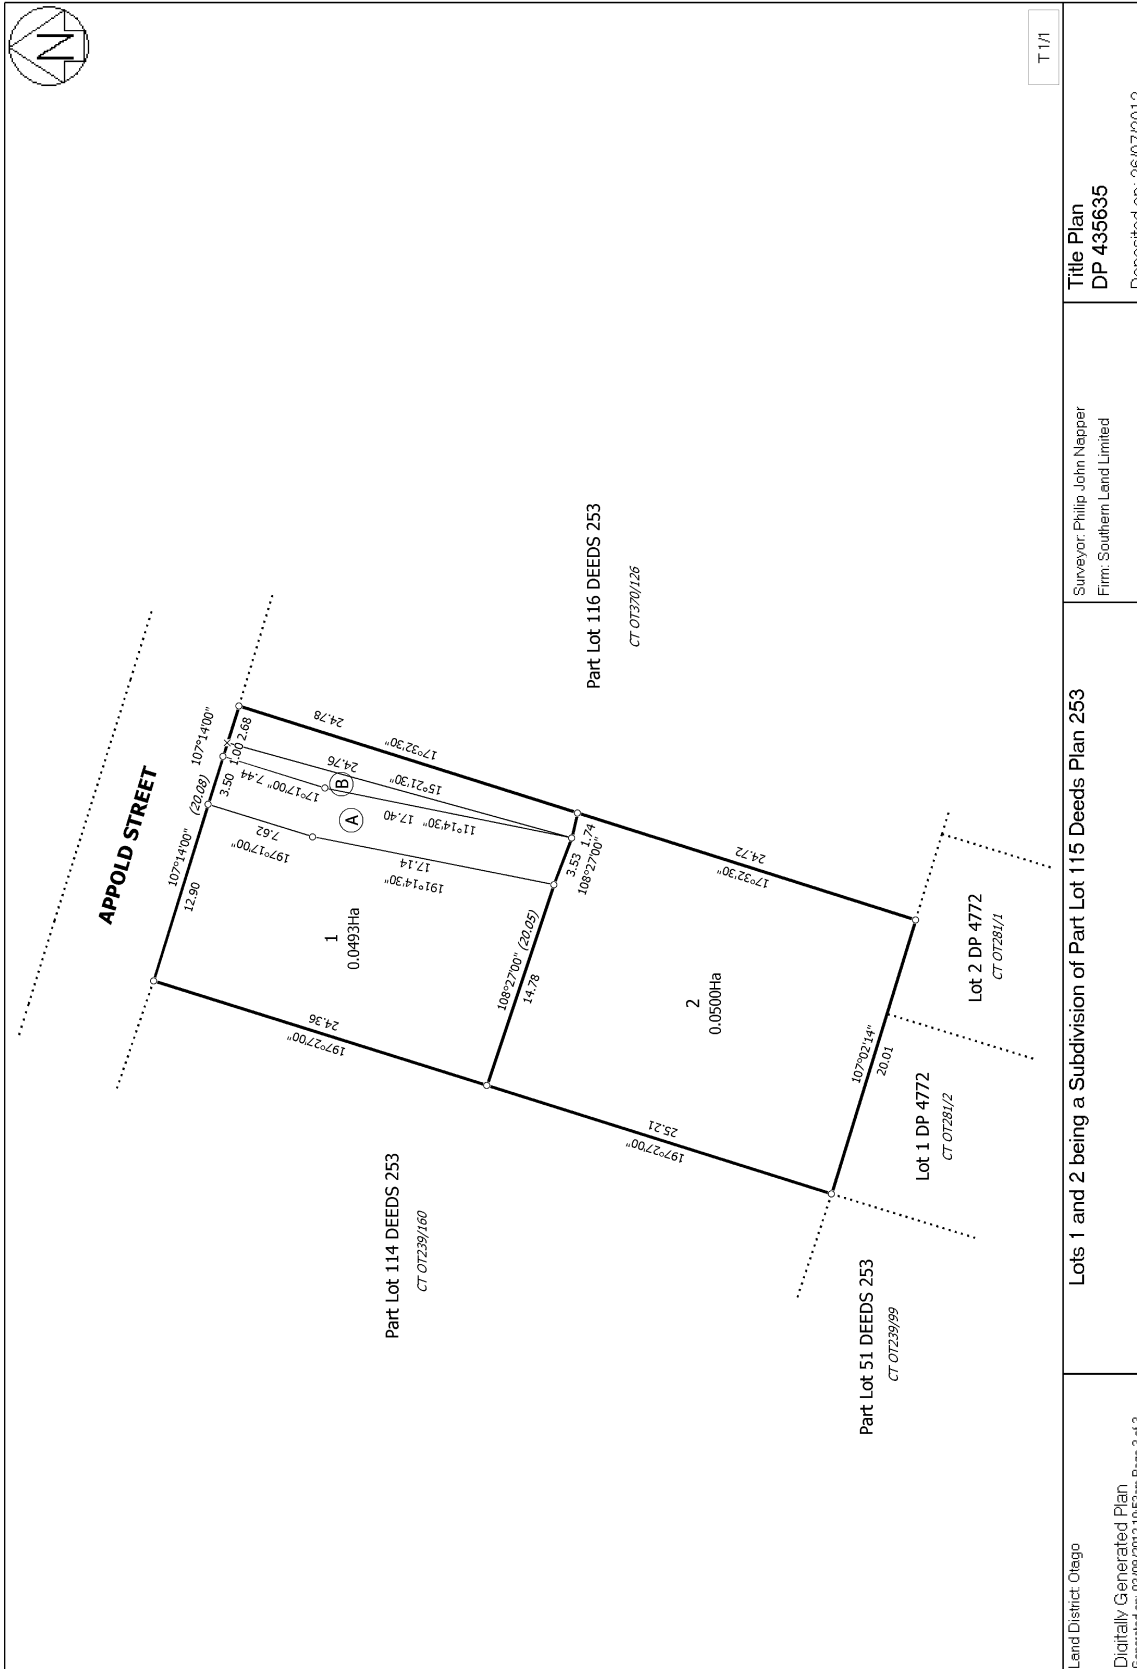 N
T 1/1
APPOLD STREET
107°14'00"
(20.08)
107°14'00"
12.90
3.50
1.00
2.68
197°17'00"
7.62
17°17'00" 7.44
24.76
15°21'30"
24.78
17°32'30"
B
A
11°14'30" 17.40
191°14'30"
17.14
1
0.0493Ha
197°27'00"
24.36
108°27'00" (20.05)
14.78
3.53 1.74
108°27'00"
Part Lot 116 DEEDS 253
CT OT370/126
Part Lot 114 DEEDS 253
CT OT239/160
2
0.0500Ha
17°32'30"
24.72
197°27'00"
25.21
107°02'14"
20.01
Lot 2 DP 4772
CT OT281/1
Lot 1 DP 4772
CT OT281/2
Part Lot 51 DEEDS 253
CT OT239/99
Land District: Otago
Digitally Generated Plan
Lots 1 and 2 being a Subdivision of Part Lot 115 Deeds Plan 253
Surveyor: Philip John Napper
Firm: Southern Land Limited
Title Plan
DP 435635
Deposited on: 26/07/2012